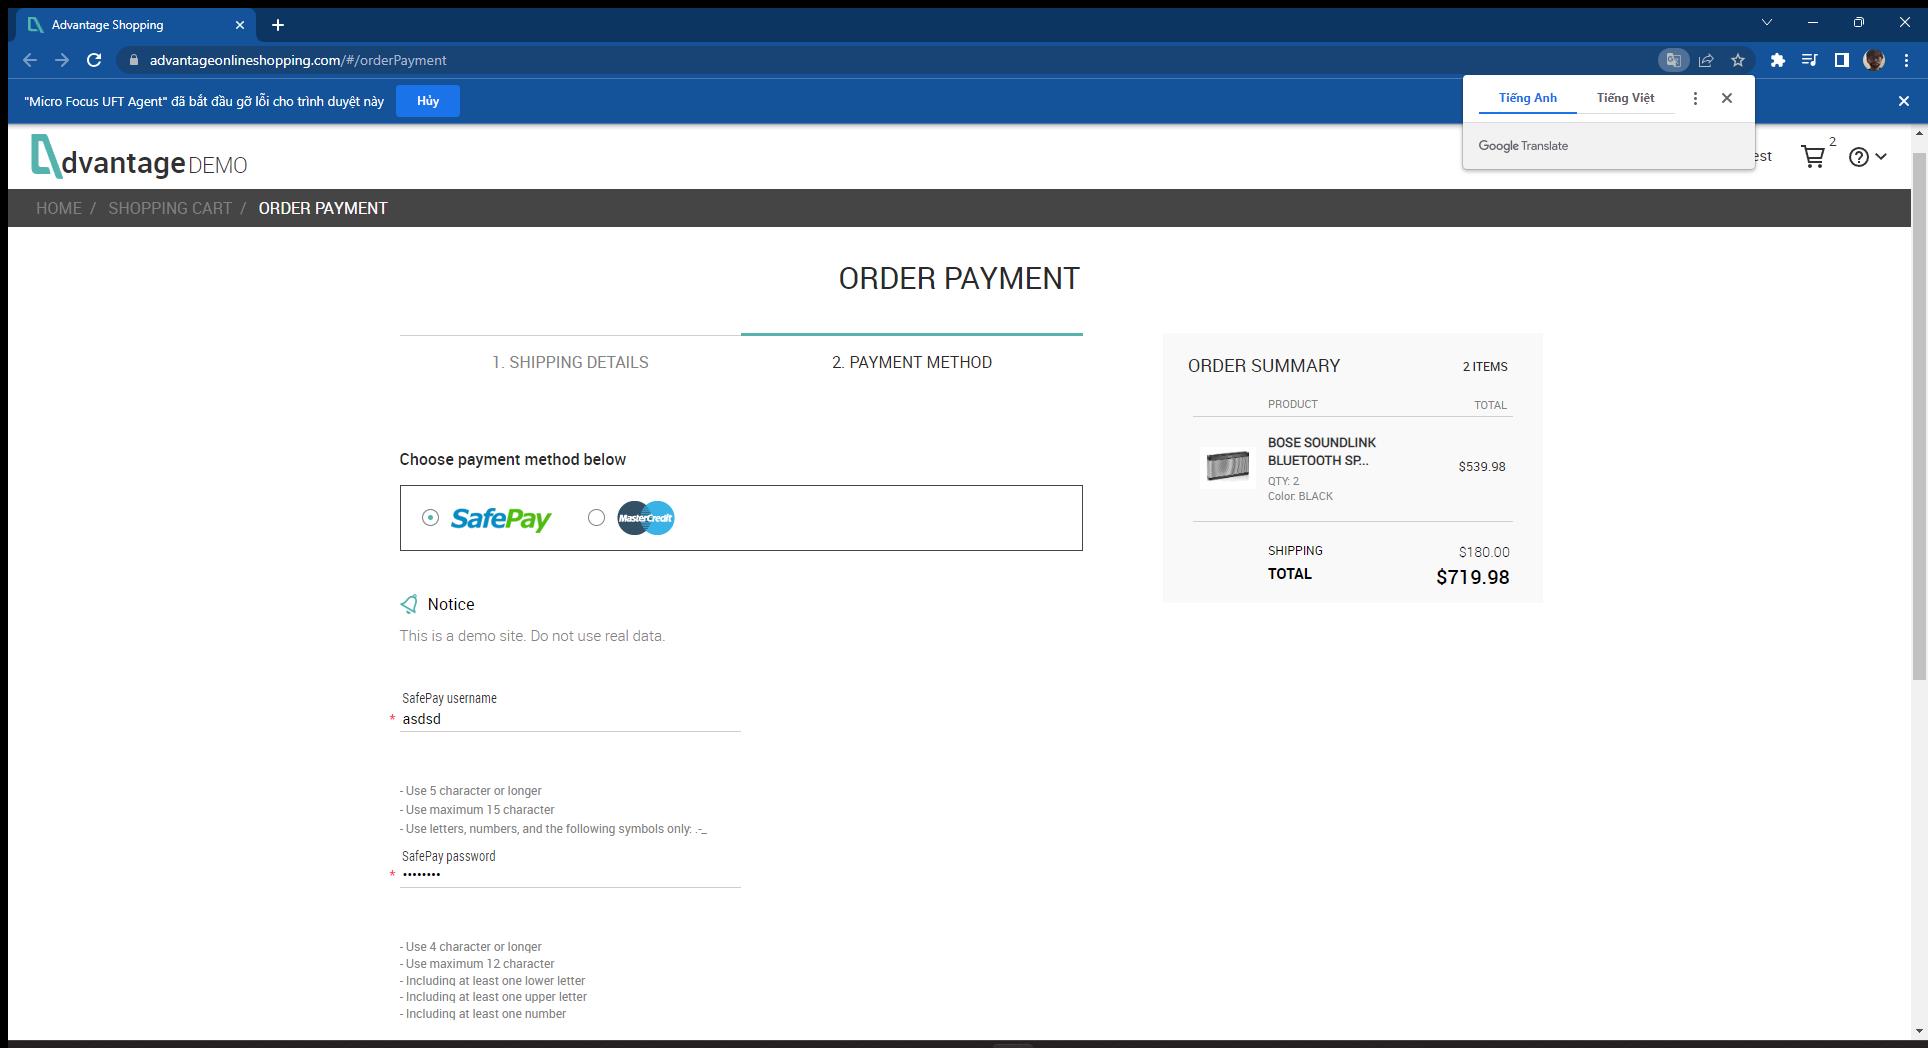 Advantage Shopping
advantageonlineshopping.com/#/orderPayment
"Micro Focus UFT Agent" đã bắt đầu gỡ lỗi cho trình duyệt này
Hủy
Tiếng Anh
Tiếng Việt
Google Translate
dvantage DEMO
est
2
HOME / SHOPPING CART / ORDER PAYMENT
ORDER PAYMENT
1. SHIPPING DETAILS
2. PAYMENT METHOD
Choose payment method below
SafePay
MasterCredit
Notice
This is a demo site. Do not use real data.
SafePay username
* asdsd
- Use 5 character or longer
- Use maximum 15 character
- Use letters, numbers, and the following symbols only: .-_
SafePay password
* ••••••••
- Use 4 character or longer
- Use maximum 12 character
- Including at least one lower letter
- Including at least one upper letter
- Including at least one number
ORDER SUMMARY
2 ITEMS
PRODUCT
TOTAL
BOSE SOUNDLINK
BLUETOOTH SP...
$539.98
QTY: 2
Color: BLACK
SHIPPING
$180.00
TOTAL
$719.98